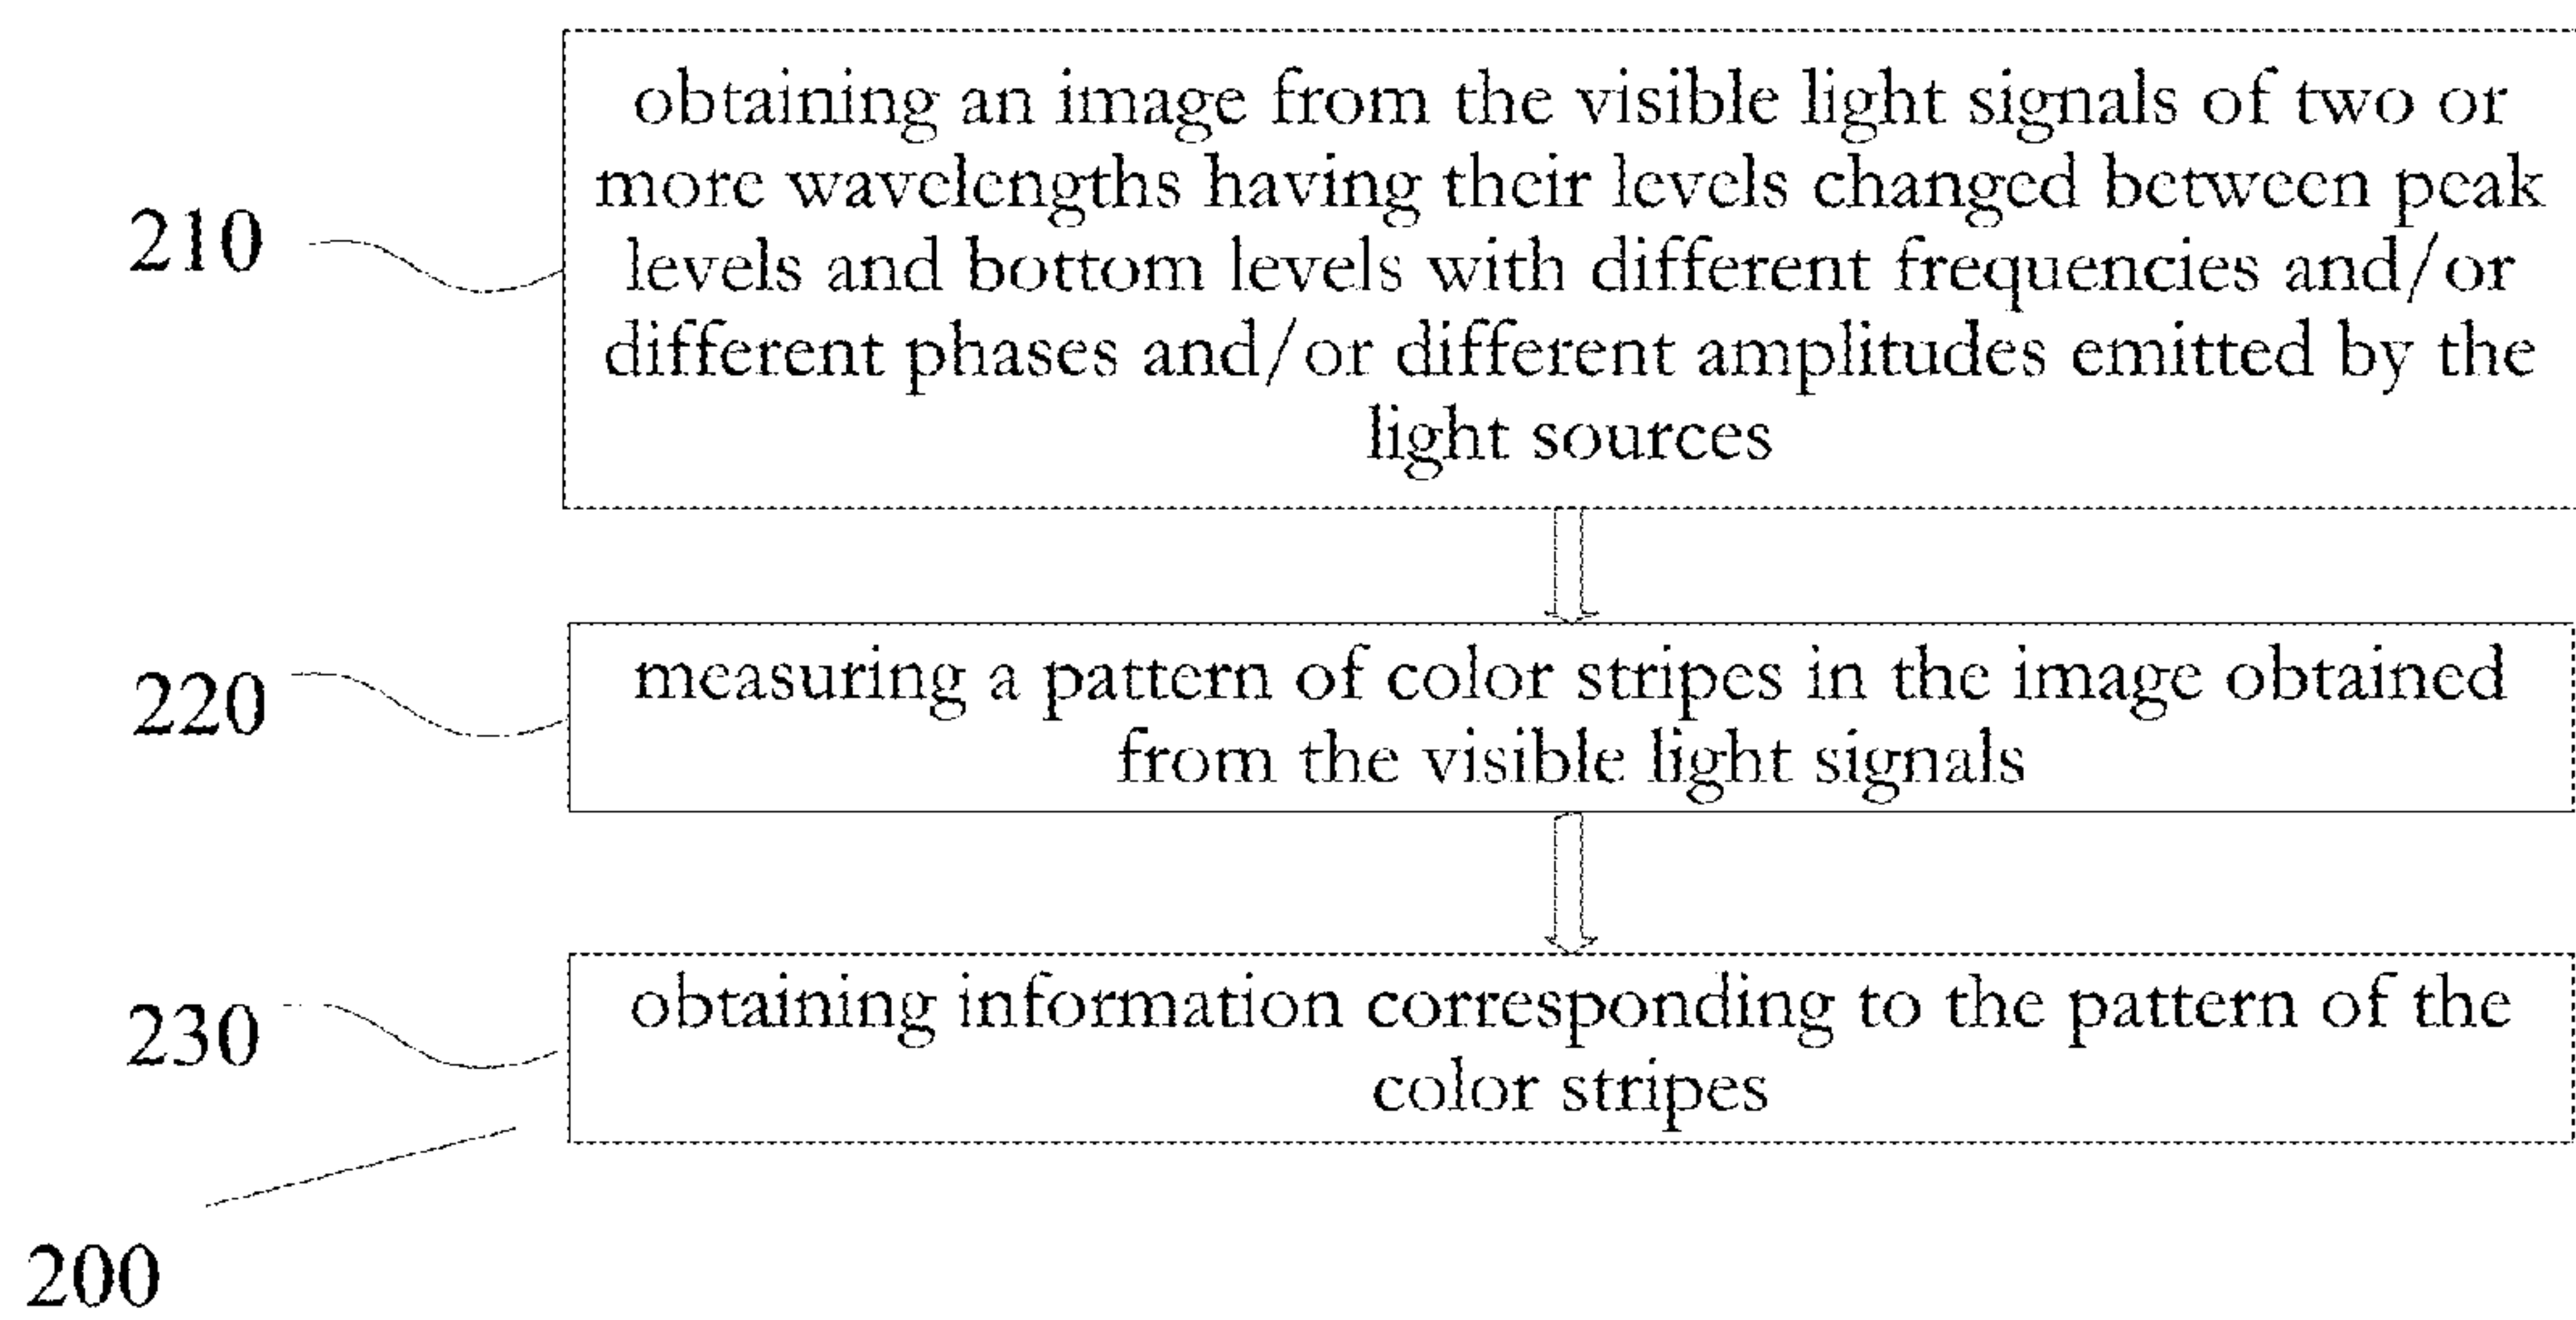 obtaining an image from the visible light signals of two or
more wavelengths having their levels changed between peak
210
levels and bottom levels with different frequencies and/or
different phases and/or different amplitudes emitted by the
light sources
220
measuring a pattern of color stripes in the image obtained
from the visible light signals
230
obtaining information corresponding to the pattern of the
color stripes
200